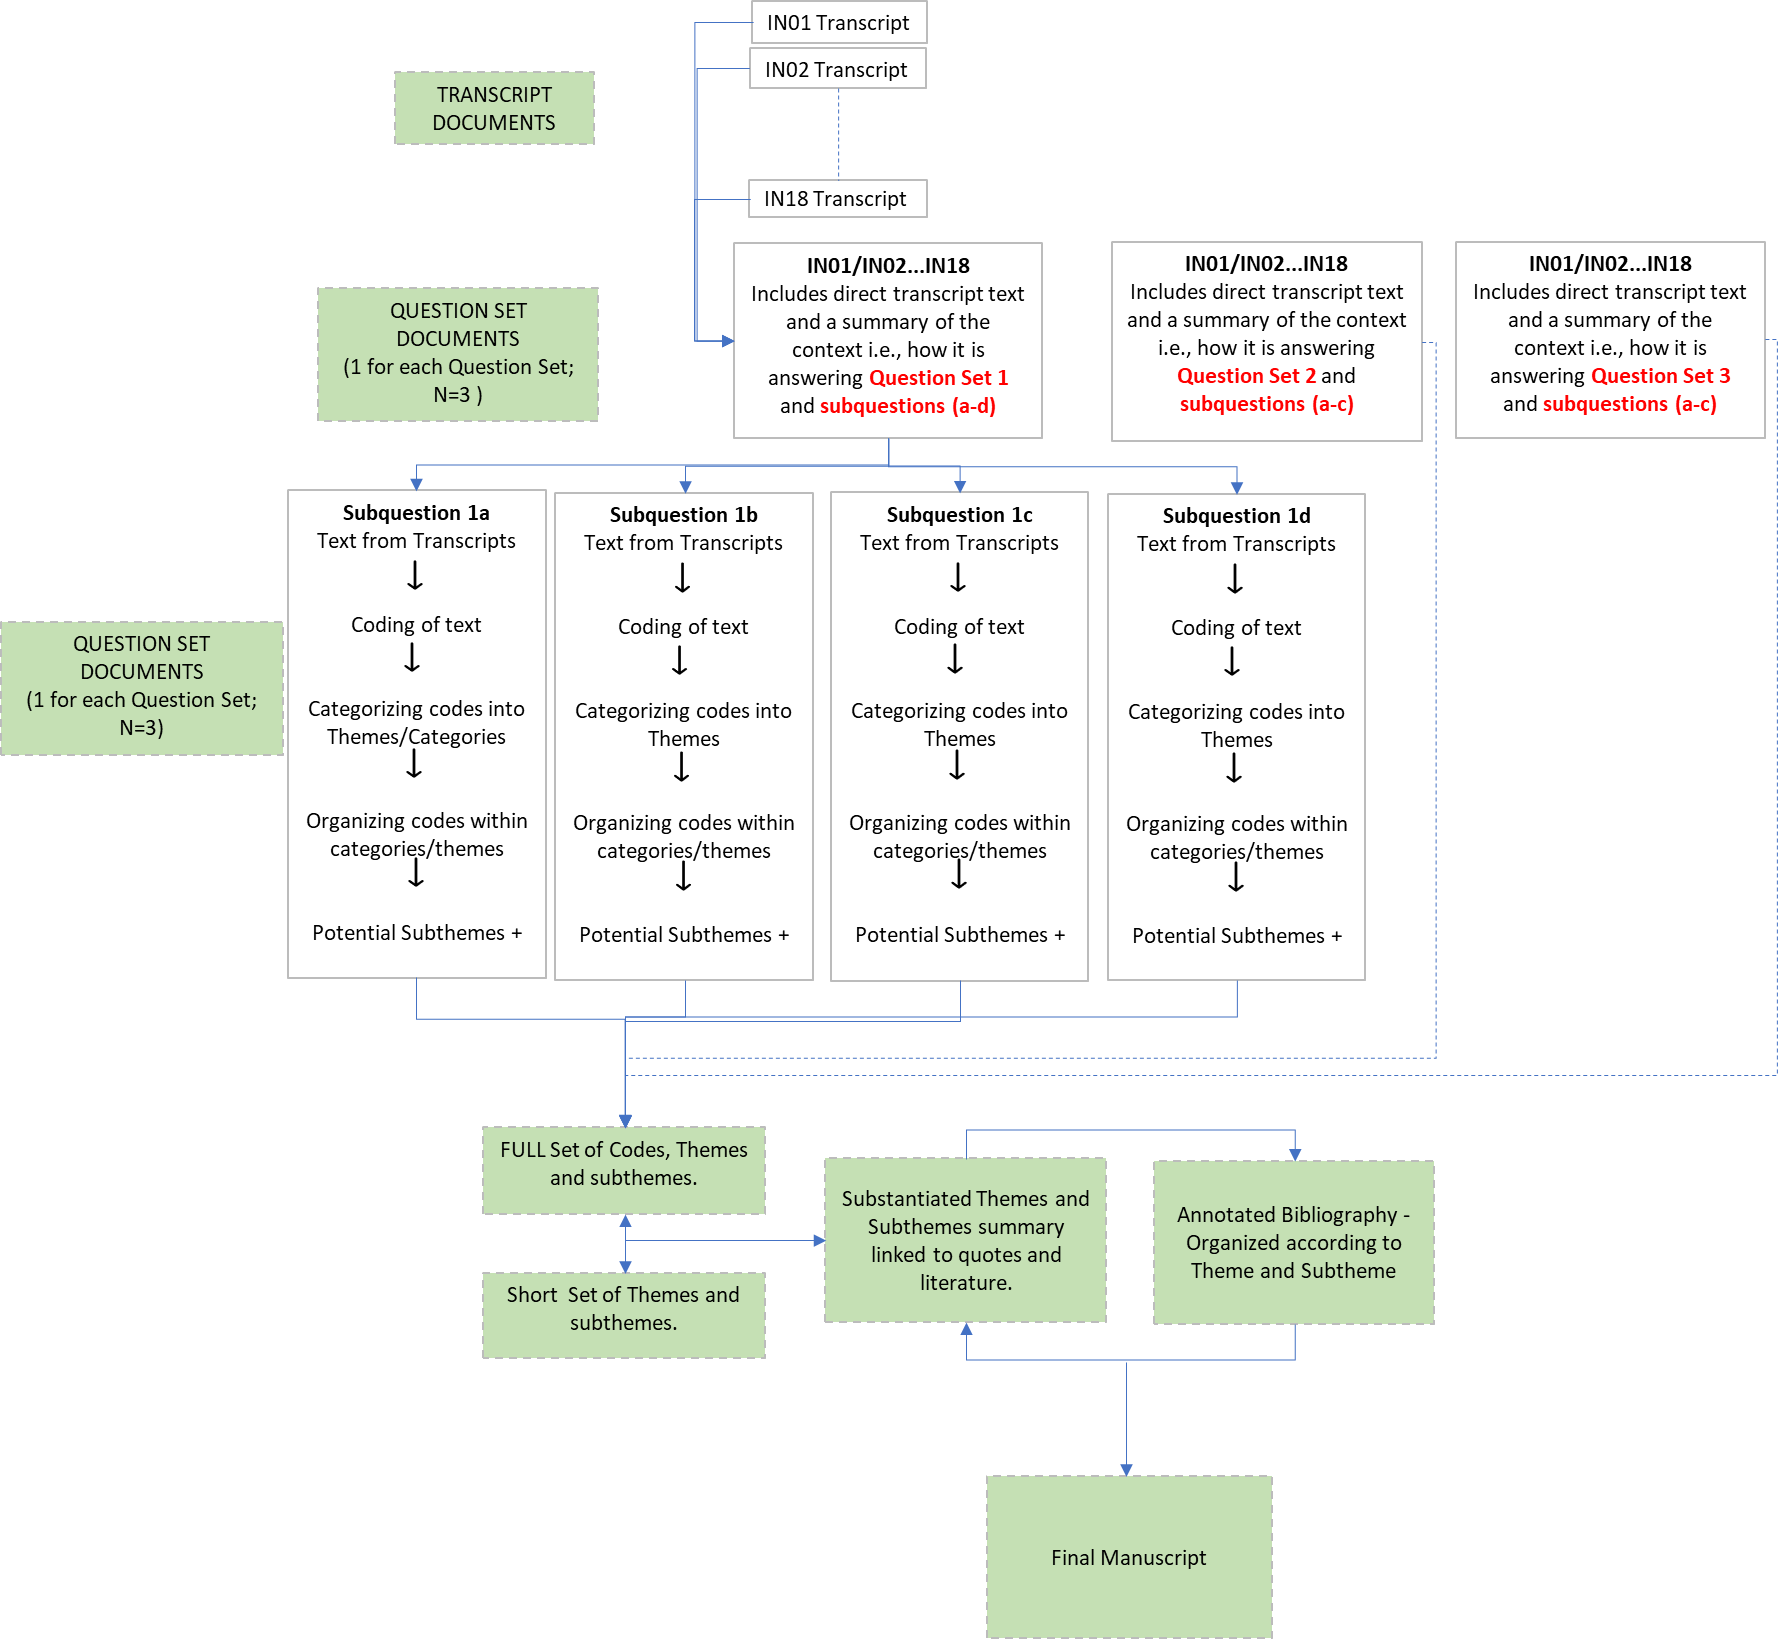 IN01 Transcript
IN02 Transcript
TRANSCRIPT
DOCUMENTS
IN18 Transcript
QUESTION SET
DOCUMENTS
(1 for each Question Set;
N=3 )
IN01/IN02...IN18
Includes direct transcript text
and a summary of the
context i.e., how it is
answering Question Set 1
and subquestions (a-d)
IN01/IN02...IN18
Includes direct transcript text
and a summary of the context
i.e., how it is answering
Question Set 2 and
subquestions (a-c)
IN01/IN02...IN18
Includes direct transcript text
and a summary of the
context i.e., how it is
answering Question Set 3
and subquestions (a-c)
QUESTION SET
DOCUMENTS
(1 for each Question Set;
N=3)
Subquestion 1a
Text from Transcripts
Coding of text
Categorizing codes into
Themes/Categories
Organizing codes within
categories/themes
Potential Subthemes +
Subquestion 1b
Text from Transcripts
Coding of text
Categorizing codes into
Themes
Organizing codes within
categories/themes
Potential Subthemes +
Subquestion 1c
Text from Transcripts
Coding of text
Categorizing codes into
Themes
Organizing codes within
categories/themes
Potential Subthemes +
Subquestion 1d
Text from Transcripts
Coding of text
Categorizing codes into
Themes
Organizing codes within
categories/themes
Potential Subthemes +
FULL Set of Codes, Themes
and subthemes.
Short  Set of Themes and
subthemes.
Substantiated Themes and
Subthemes summary
linked to quotes and
literature.
Annotated Bibliography -
Organized according to
Theme and Subtheme
Final Manuscript